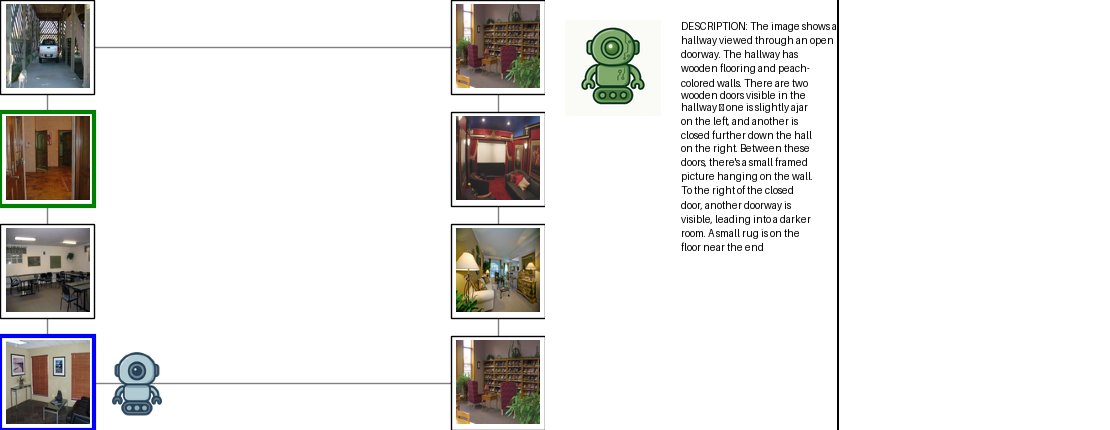 DESCRIPTION: The image shows a
hallway viewed through an open
doorway. The hallway has
wooden flooring and peach-
colored walls. There are two
wooden doors visible in the
hallway one is slightly ajar
on the left, and another is
closed further down the hall
on the right. Between these
doors, there's a small framed
picture hanging on the wall.
To the right of the closed
door, another doorway is
visible, leading into a darker
room. A small rug is on the
floor near the end